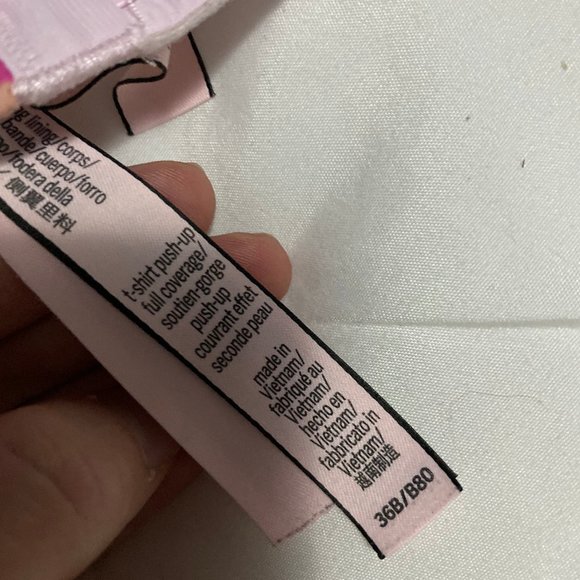 lining/corps/
bande/cuerpo/forro
/fodera della
/ 侧翼里料
t-shirt push-up
full coverage/
soutien-gorge
push-up
couvrant effet
seconde peau
made in
Vietnam/
fabriqué au
Vietnam/
hecho en
Vietnam/
fabbricato in
Vietnam/
越南制造
36B/B80